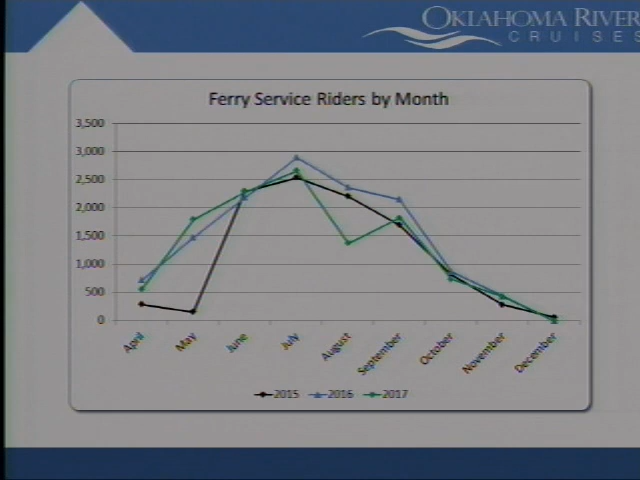 OKLAHOMA RIVER
CRUISES
Ferry Service Riders by Month
3,500
3,000
2,500
2,000
1,500
1,000
500
0
April
May
June
July
August
September
October
November
December
2015 2016 2017